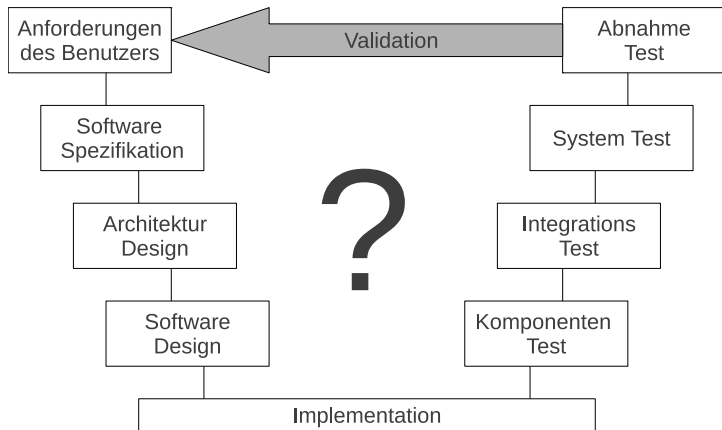 Anforderungen
des Benutzers
Validation
Abnahme
Test
Software
Spezifikation
System Test
?
Architektur
Design
Integrations
Test
Software
Design
Komponenten
Test
Implementation